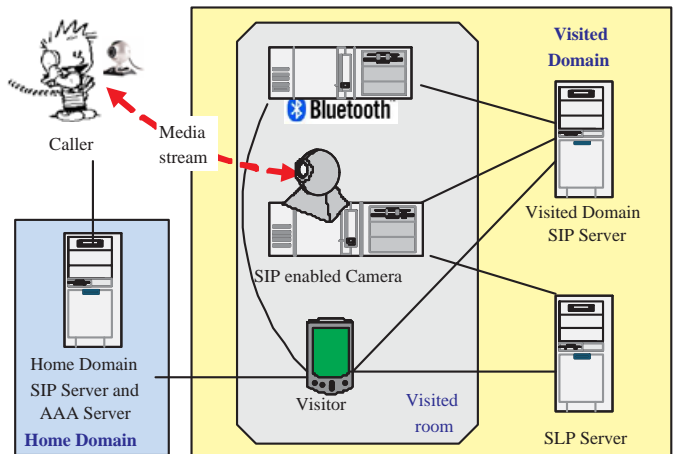 Visited
Domain
Bluetooth
Media
stream
Caller
Visited Domain
SIP Server
SIP enabled Camera
Home Domain
SIP Server and
AAA Server
Home Domain
Visitor
Visited
room
SLP Server